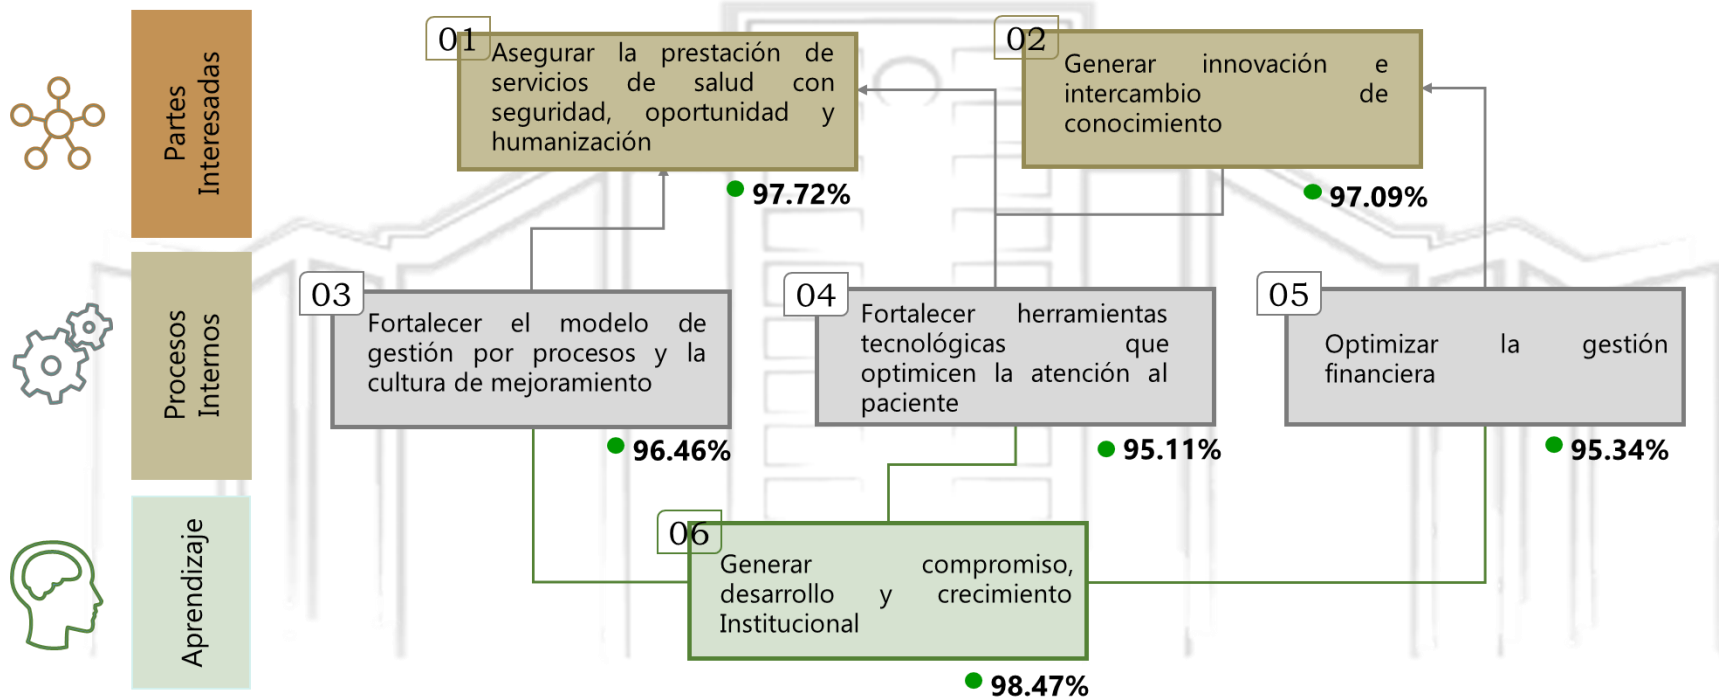 Partes
Interesadas
01
Asegurar la prestación de
servicios de salud con
seguridad, oportunidad y
humanización
97.72%
02
Generar innovación e
intercambio de
conocimiento
97.09%
Procesos
Internos
03
Fortalecer el modelo de
gestión por procesos y la
cultura de mejoramiento
96.46%
04
Fortalecer herramientas
tecnológicas que
optimicen la atención al
paciente
95.11%
05
Optimizar la gestión
financiera
95.34%
Aprendizaje
06
Generar compromiso,
desarrollo y crecimiento
Institucional
98.47%